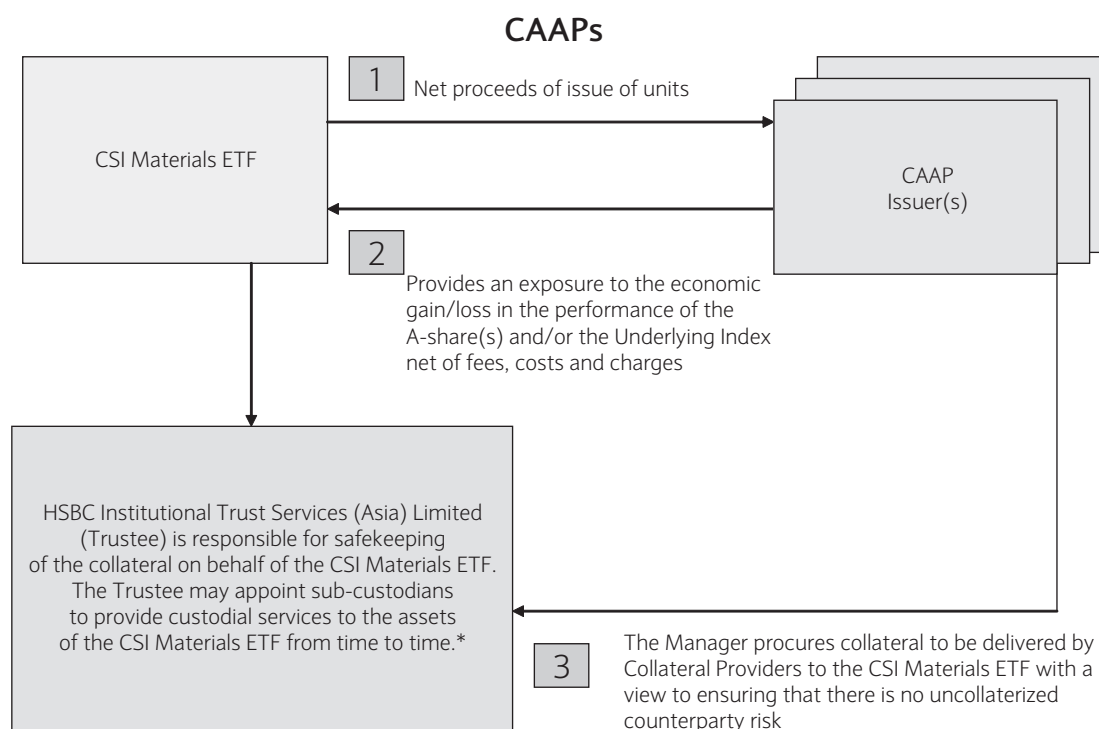 CAAPs
1
Net proceeds of issue of units
CSI Materials ETF
CAAP
Issuer(s)
2
Provides an exposure to the economic
gain/loss in the performance of the
A-share(s) and/or the Underlying Index
net of fees, costs and charges
HSBC Institutional Trust Services (Asia) Limited
(Trustee) is responsible for safekeeping
of the collateral on behalf of the CSI Materials ETF.
The Trustee may appoint sub-custodians
to provide custodial services to the assets
of the CSI Materials ETF from time to time.*
3
The Manager procures collateral to be delivered by
Collateral Providers to the CSI Materials ETF with a
view to ensuring that there is no uncollaterized
counterparty risk